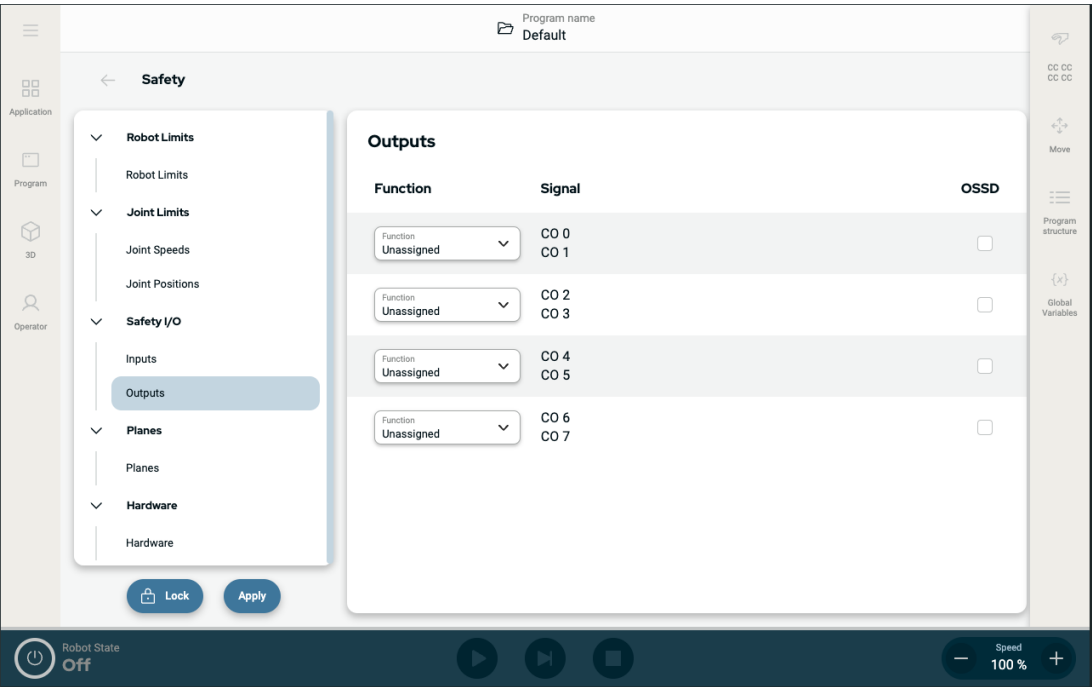 Program name
Default
Application
Program
3D
Operator
Safety
Robot Limits
Robot Limits
Joint Limits
Joint Speeds
Joint Positions
Safety I/O
Inputs
Outputs
Planes
Planes
Hardware
Hardware
Lock
Apply
Outputs
Function
Signal
OSSD
Function
Unassigned
CO 0
CO 1
Function
Unassigned
CO 2
CO 3
Function
Unassigned
CO 4
CO 5
Function
Unassigned
CO 6
CO 7
CC CC
CC CC
Move
Program
structure
{x}
Global
Variables
Robot State
Off
Speed
100 %